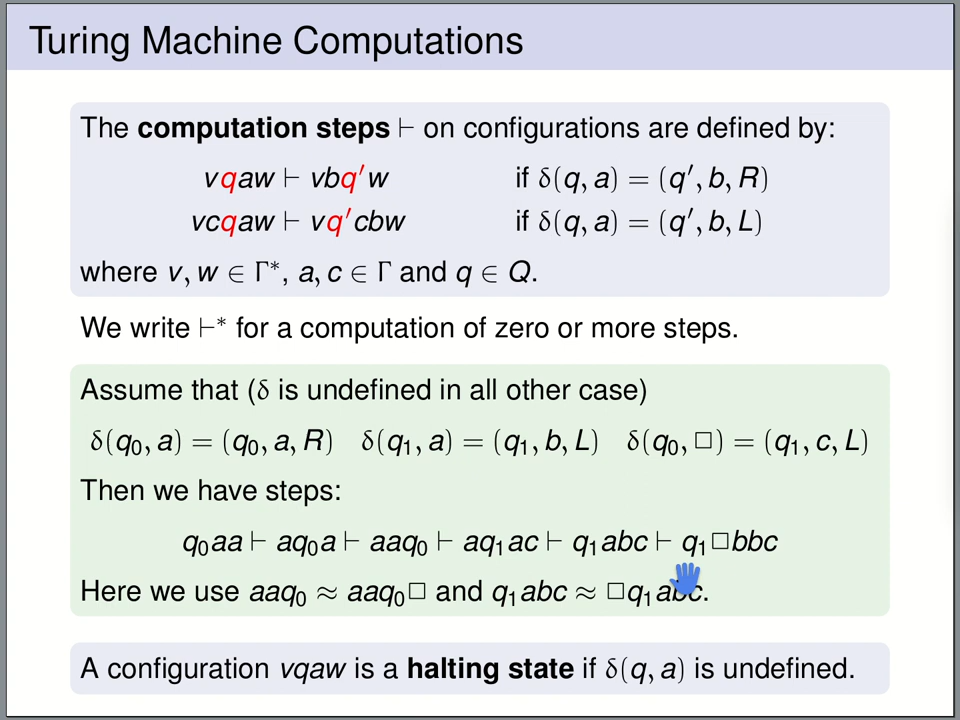 Turing Machine Computations
The computation steps ⊢ on configurations are defined by:
vqaw ⊢ vbq′w if δ(q, a) = (q′, b, R)
vcqaw ⊢ vq′cbw if δ(q, a) = (q′, b, L)
where v, w ∈ Γ*, a, c ∈ Γ and q ∈ Q.
We write ⊢* for a computation of zero or more steps.
Assume that (δ is undefined in all other case)
δ(q₀, a) = (q₀, a, R) δ(q₁, a) = (q₁, b, L) δ(q₀, □) = (q₁, c, L)
Then we have steps:
q₀aa ⊢ aq₀a ⊢ aaq₀ ⊢ aq₁ac ⊢ q₁abc ⊢ q₁□bbc
Here we use aaq₀ ≈ aaq₀□ and q₁abc ≈ □q₁abc.
A configuration vqaw is a halting state if δ(q, a) is undefined.